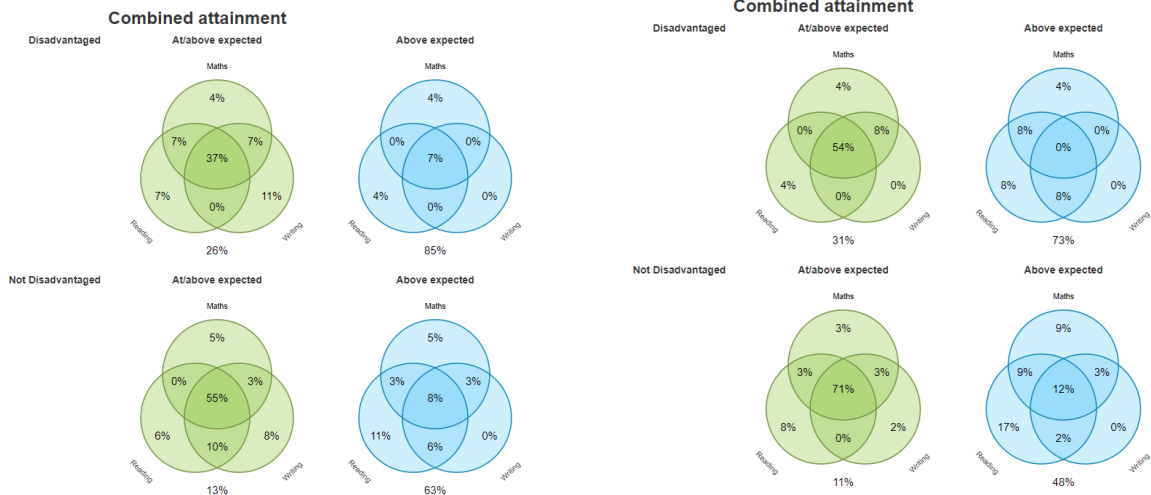 Combined attainment
Disadvantaged At/above expected Above expected
Maths Maths
4% 4%
7% 7% 0% 0%
37% 7%
7% 11% 4% 0%
0% 0%
Reading Writing Reading Writing
26% 85%
Not Disadvantaged At/above expected Above expected
Maths Maths
5% 5%
0% 3% 3% 3%
55% 8%
6% 8% 11% 0%
10% 6%
Reading Writing Reading Writing
13% 63%
Combined attainment
Disadvantaged At/above expected Above expected
Maths Maths
4% 4%
0% 8% 8% 0%
54% 0%
4% 0% 8% 0%
0% 8%
Reading Writing Reading Writing
31% 73%
Not Disadvantaged At/above expected Above expected
Maths Maths
3% 9%
3% 3% 9% 3%
71% 12%
8% 2% 17% 0%
0% 2%
Reading Writing Reading Writing
11% 48%